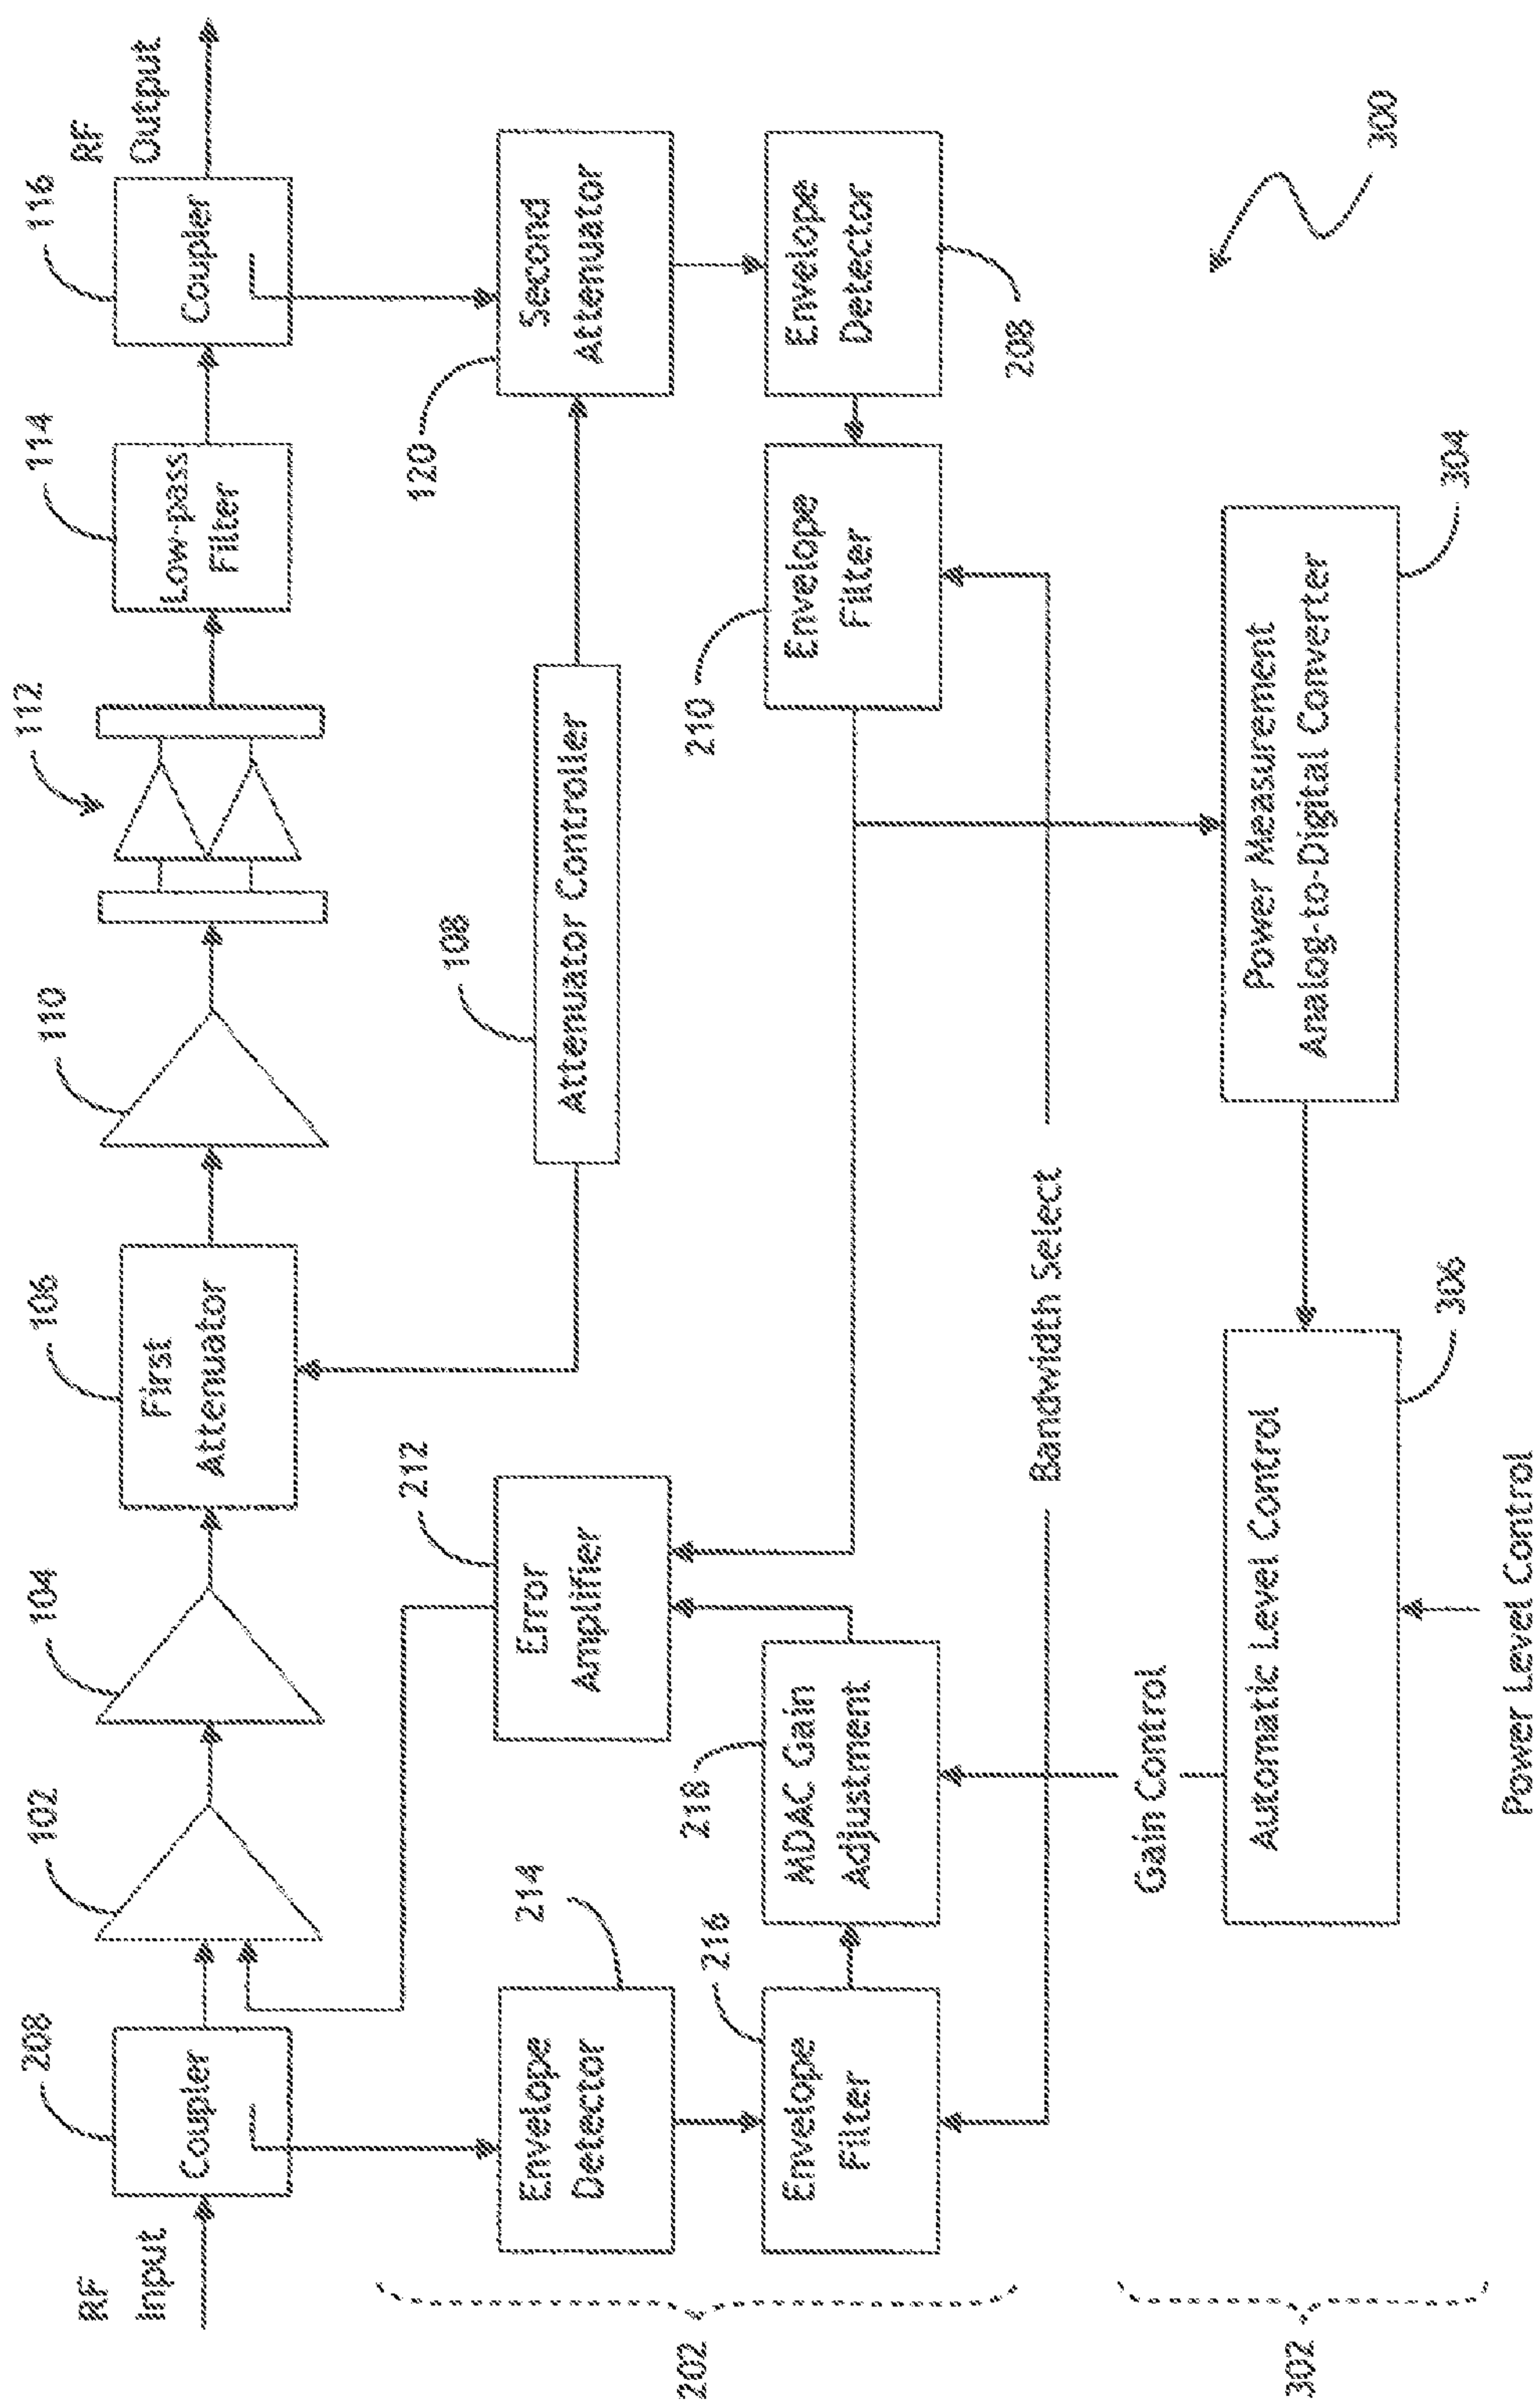 RF
Input
208
Coupler
102
104
106
First
Attenuator
110
112
114
Low-pass
Filter
116
Coupler
RF
Output
202
Envelope
Detector
214
212
Error
Amplifier
108
Attenuator Controller
120
Second
Attenuator
Envelope
Filter
216
218
MDAC Gain
Adjustment
210
Envelope
Filter
Envelope
Detector
208
Bandwidth Select
Gain Control
302
Automatic Level Control
306
Power Level Control
Power Measurement
Analog-to-Digital Converter
304
300